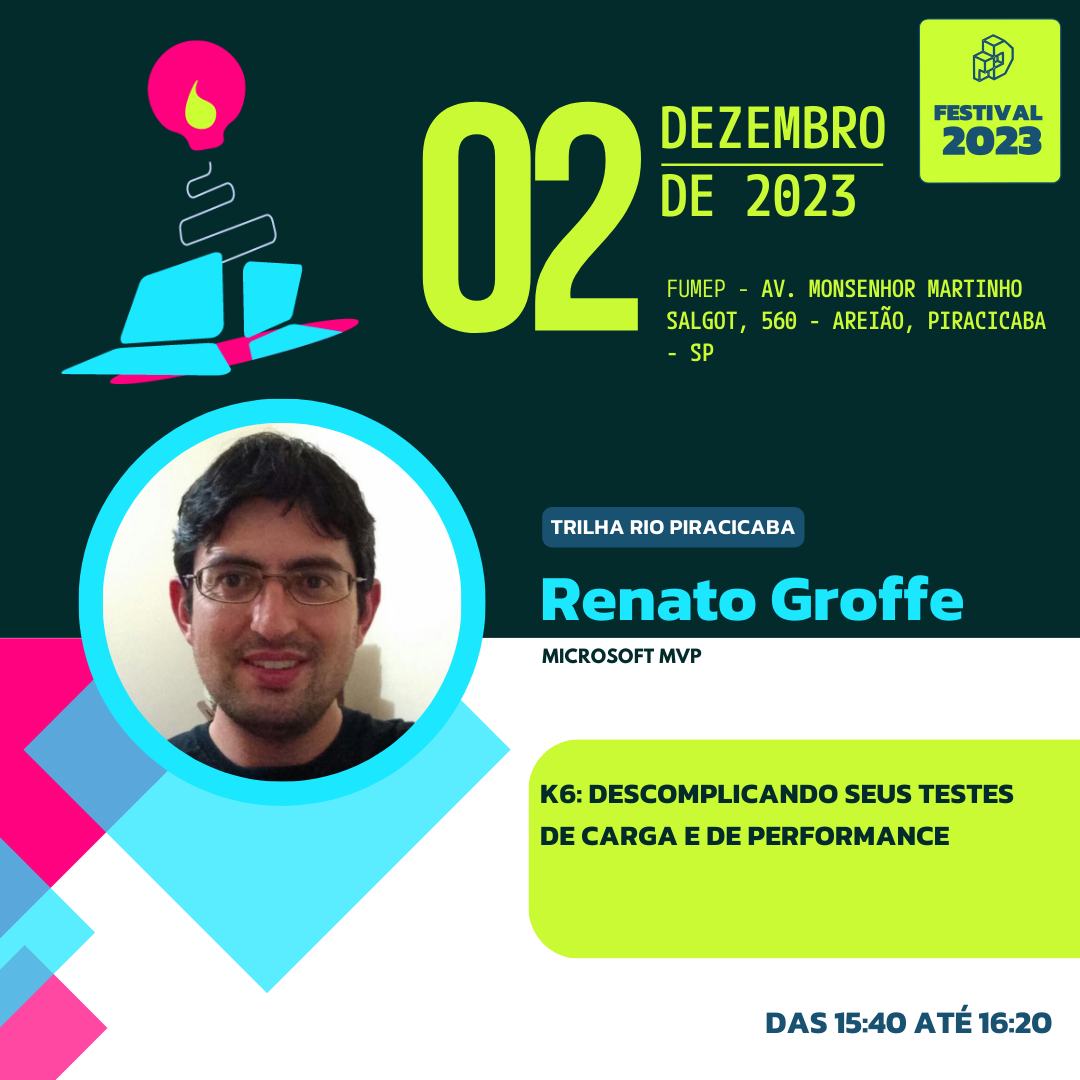 02
DEZEMBRO
DE 2023
FESTIVAL
2023
FUMEP - AV. MONSENHOR MARTINHO
SALGOT, 560 - AREIÃO, PIRACICABA
- SP
TRILHA RIO PIRACICABA
Renato Groffe
MICROSOFT MVP
K6: DESCOMPLICANDO SEUS TESTES
DE CARGA E DE PERFORMANCE
DAS 15:40 ATÉ 16:20